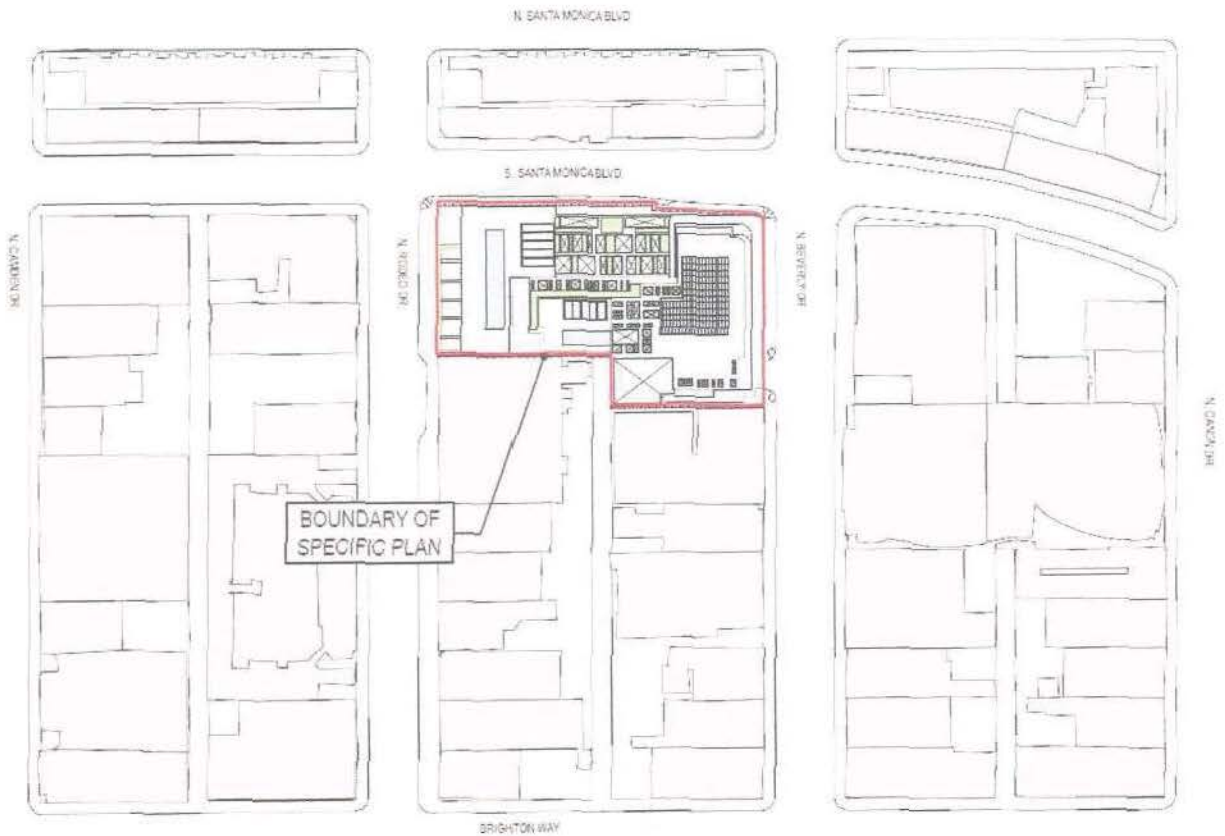 N. SANTA MONICA BLVD
S. SANTA MONICA BLVD.
N. CAMDEN DR
N. RODEO DR
N. BEVERLY DR
N. CANON DR
BOUNDARY OF
SPECIFIC PLAN
BRIGHTON WAY